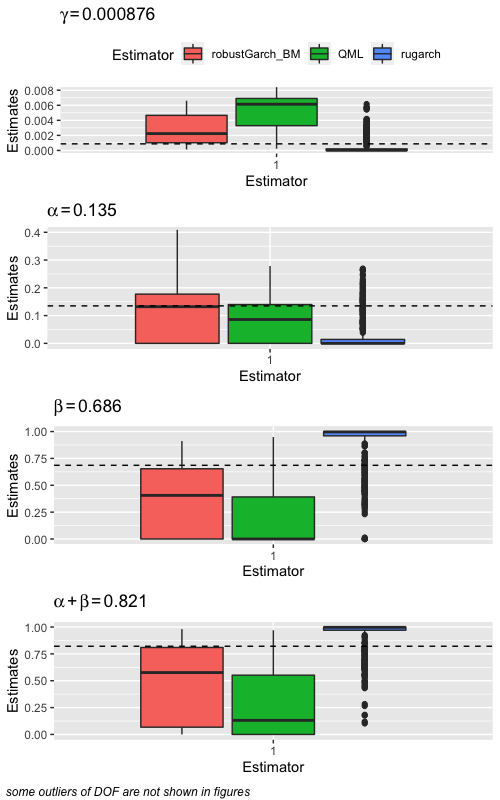 γ = 0.000876
Estimator robustGarch_BM QML rugarch
0.008
0.006
0.004
0.002
0.000
Estimates
1
Estimator
α = 0.135
0.4
0.3
0.2
0.1
0.0
Estimates
1
Estimator
β = 0.686
1.00
0.75
0.50
0.25
0.00
Estimates
1
Estimator
α + β = 0.821
1.00
0.75
0.50
0.25
0.00
Estimates
1
Estimator
some outliers of DOF are not shown in figures